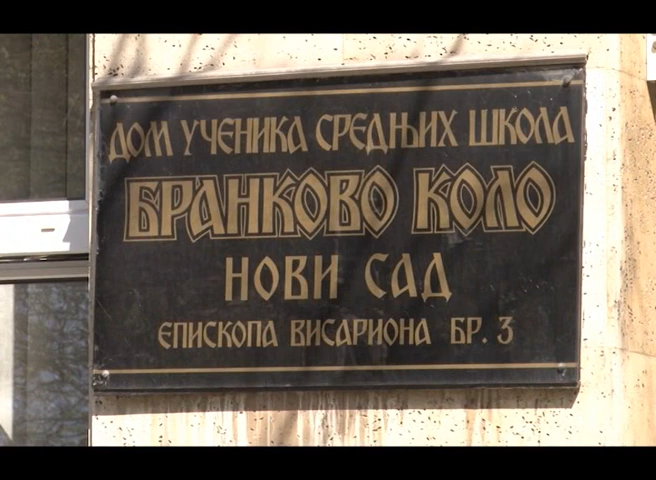 ДОМ УЧЕНИКА СРЕДЊИХ ШКОЛА
БРАНКОВО КОЛО
НОВИ САД
ЕПИСКОПА ВИСАРИОНА БР. 3